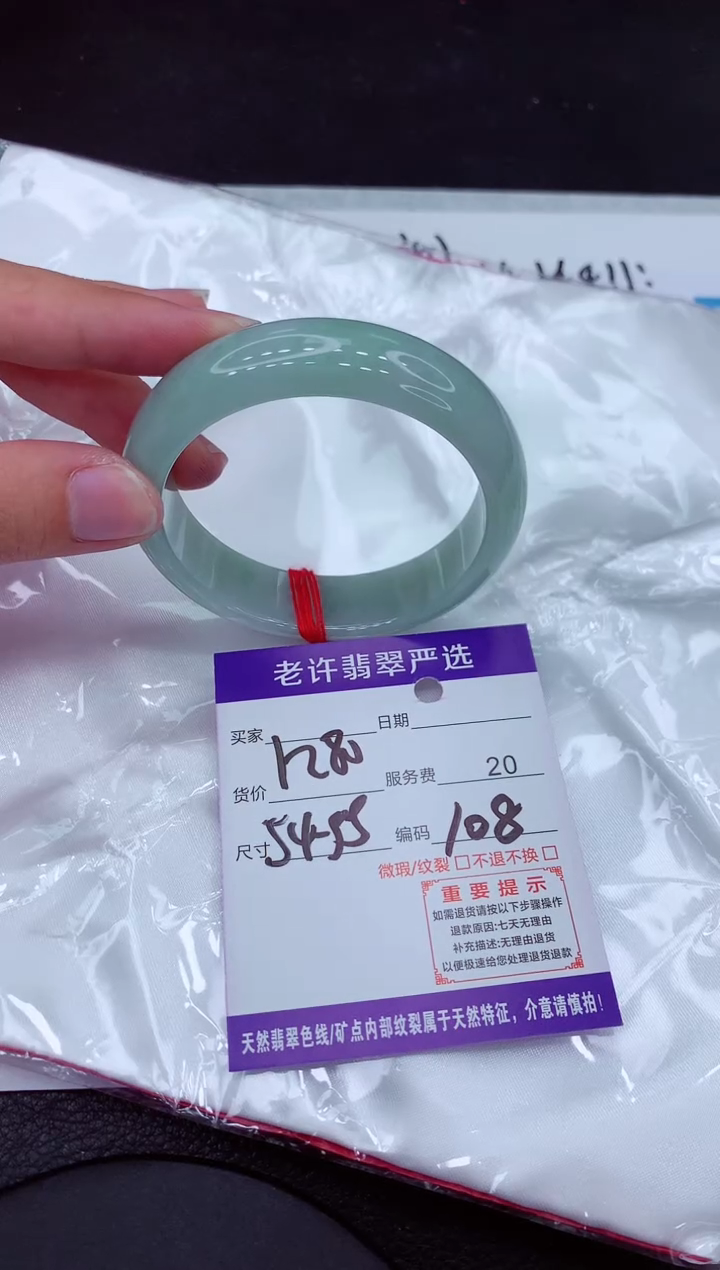 老许翡翠严选
买家 日期
货价 1280 服务费 20
尺寸 54-55 编码 108
微瑕/纹裂 □不退不换 □
重要提示
如需退货请按以下步骤操作
退款原因:七天无理由
补充描述:无理由退货
以便极速给您处理退货退款
天然翡翠色线/矿点内部纹裂属于天然特征，介意请慎拍！